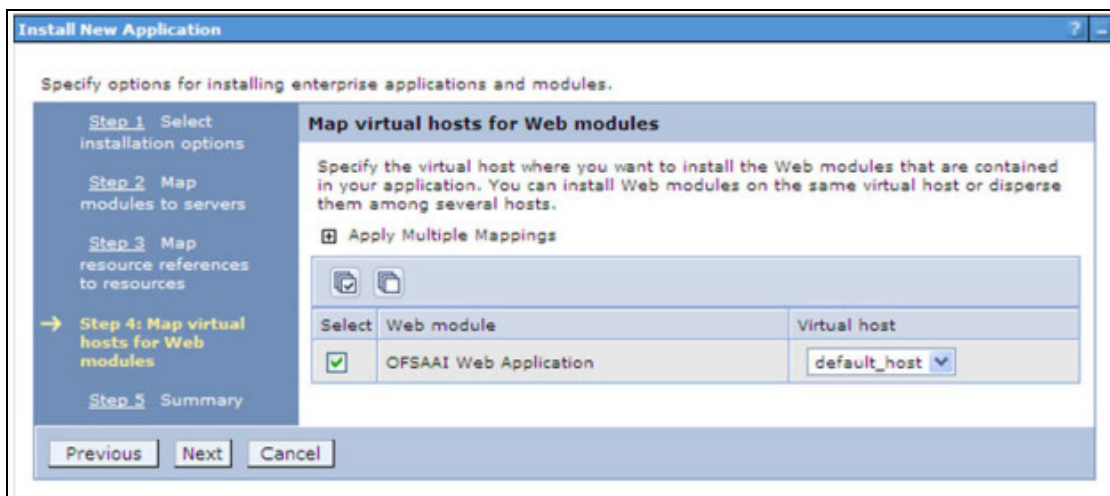 Install New Application
?
Specify options for installing enterprise applications and modules.
Step 1 Select
installation options
Step 2 Map
modules to servers
Step 3 Map
resource references
to resources
Step 4: Map virtual
hosts for Web
modules
Step 5 Summary
Map virtual hosts for Web modules
Specify the virtual host where you want to install the Web modules that are contained
in your application. You can install Web modules on the same virtual host or disperse
them among several hosts.
Apply Multiple Mappings
Select Web module Virtual host
OFSAAI Web Application default_host
Previous Next Cancel